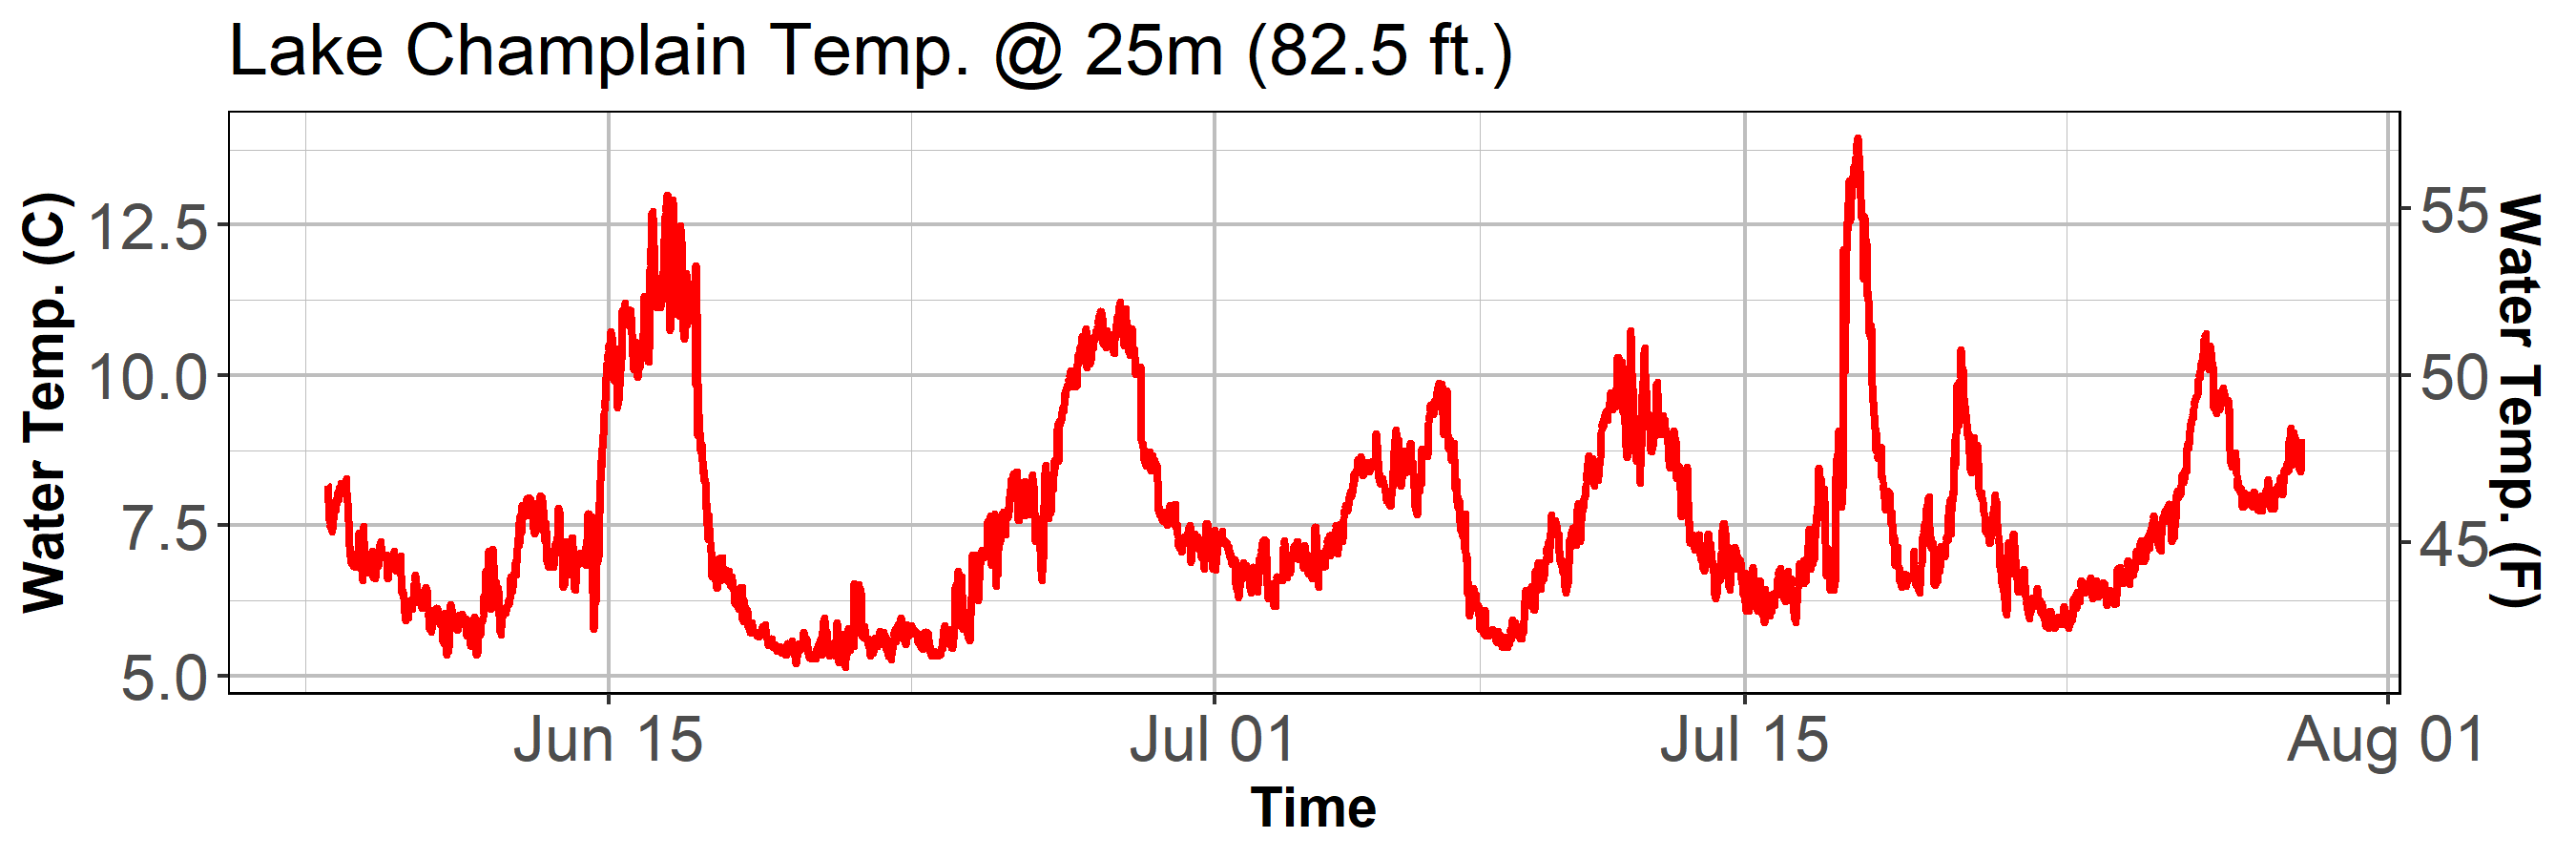 Lake Champlain Temp. @ 25m (82.5 ft.)
Water Temp. (C)
12.5
10.0
7.5
5.0
55
50
45
Water Temp. (F)
Jun 15
Jul 01
Jul 15
Aug 01
Time